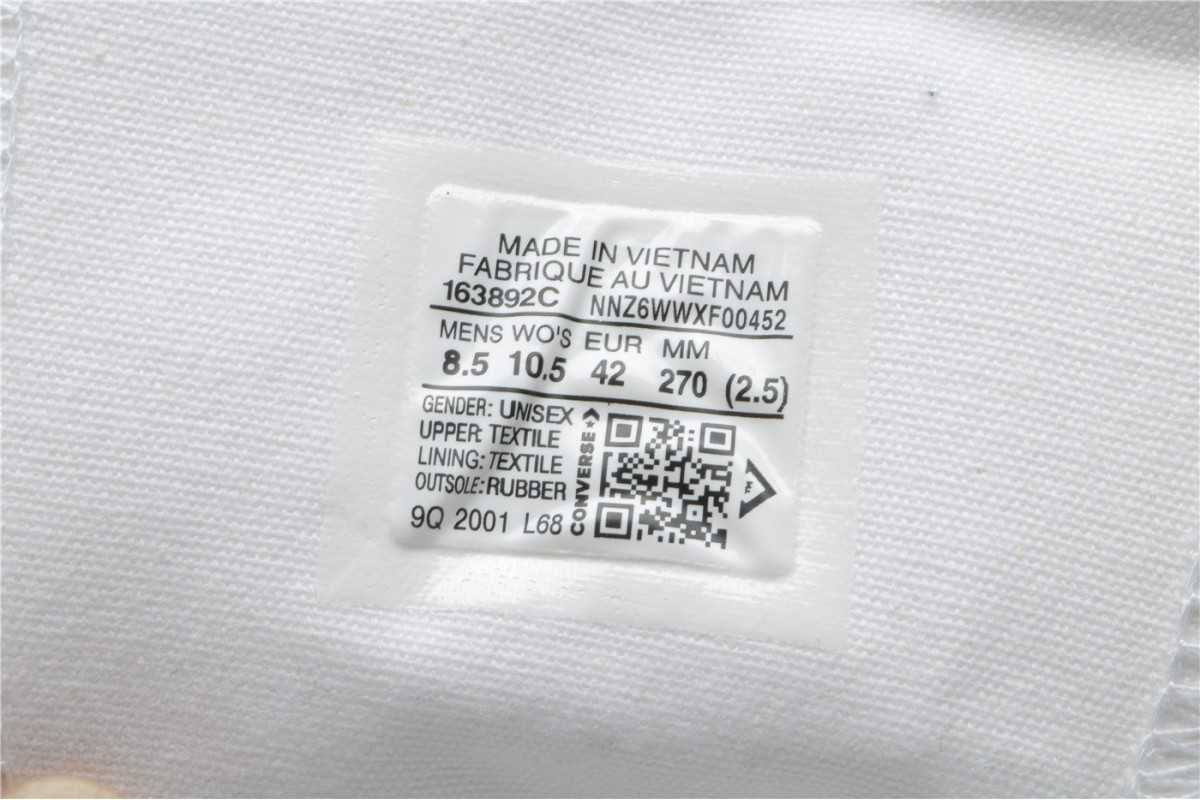 MADE IN VIETNAM
FABRIQUE AU VIETNAM
163892C NNZ6WWXF00452
MENS WO'S EUR MM
8.5 10.5 42 270 (2.5)
GENDER: UNISEX
UPPER: TEXTILE
LINING: TEXTILE
OUTSOLE: RUBBER
9Q 2001 L68
CONVERSE
TM